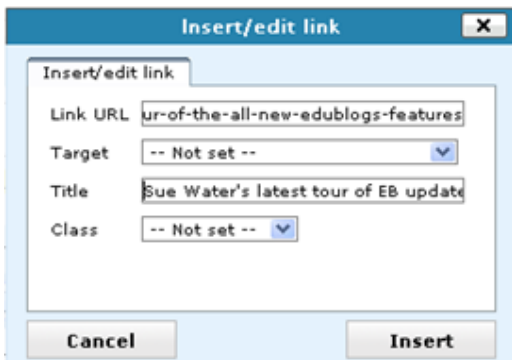 Insert/edit link
Insert/edit link
Link URL ur-of-the-all-new-edublogs-features
Target -- Not set --
Title Sue Water's latest tour of EB update
Class -- Not set --
Cancel Insert